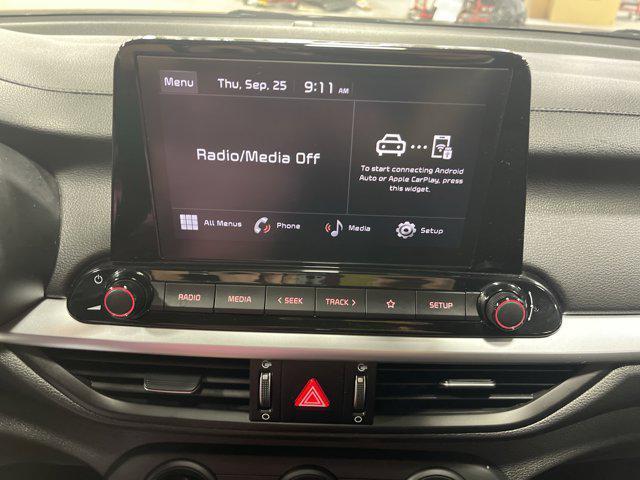 Menu Thu, Sep, 25 9:11 AM
Radio/Media Off
To start connecting Android
Auto or Apple CarPlay, press
this widget.
All Menus Phone Media Setup
RADIO MEDIA < SEEK TRACK > SETUP